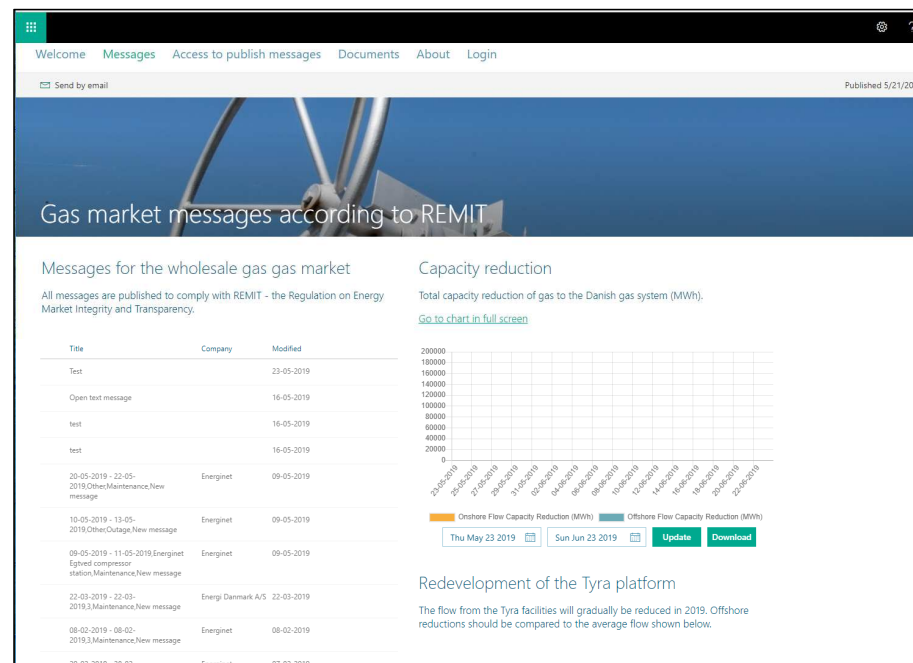 ?
Welcome Messages Access to publish messages Documents About Login
Send by email
Published 5/21/20
Gas market messages according to REMIT
Messages for the wholesale gas gas market
All messages are published to comply with REMIT - the Regulation on Energy
Market Integrity and Transparency.
Title Company Modified
Test 23-05-2019
Open text message 16-05-2019
test 16-05-2019
test 16-05-2019
20-05-2019 - 22-05- Energinet 09-05-2019
2019,Other,Maintenance,New
message
10-05-2019 - 13-05- Energinet 09-05-2019
2019,Other,Outage,New message
09-05-2019 - 11-05-2019,Energinet Energinet 09-05-2019
Egtved compressor
station,Maintenance,New message
22-03-2019 - 22-03- Energi Danmark A/S 22-03-2019
2019,3,Maintenance,New message
08-02-2019 - 08-02- Energinet 08-02-2019
2019,3,Maintenance,New message
Capacity reduction
Total capacity reduction of gas to the Danish gas system (MWh).
Go to chart in full screen
200000
180000
160000
140000
120000
100000
80000
60000
40000
20000
0
23-05-2019 25-05-2019 27-05-2019 29-05-2019 31-05-2019 02-06-2019 04-06-2019 06-06-2019 08-06-2019 10-06-2019 12-06-2019 14-06-2019 16-06-2019 18-06-2019 20-06-2019 22-06-2019
Onshore Flow Capacity Reduction (MWh) Offshore Flow Capacity Reduction (MWh)
Thu May 23 2019 Sun Jun 23 2019 Update Download
Redevelopment of the Tyra platform
The flow from the Tyra facilities will gradually be reduced in 2019. Offshore
reductions should be compared to the average flow shown below.